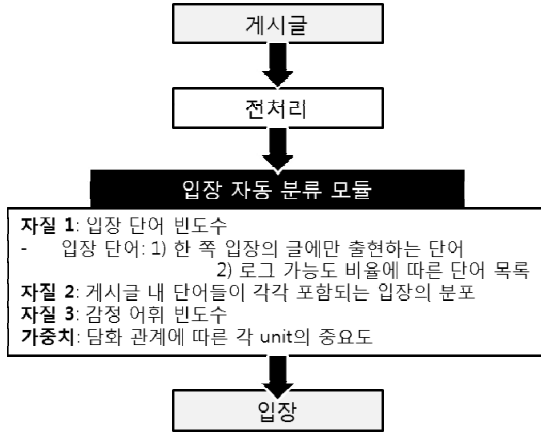 게시글
전처리
입장 자동 분류 모듈
자질 1: 입장 단어 빈도수
- 입장 단어: 1) 한 쪽 입장의 글에만 출현하는 단어
2) 로그 가능도 비율에 따른 단어 목록
자질 2: 게시글 내 단어들이 각각 포함되는 입장의 분포
자질 3: 감정 어휘 빈도수
가중치: 담화 관계에 따른 각 unit의 중요도
입장